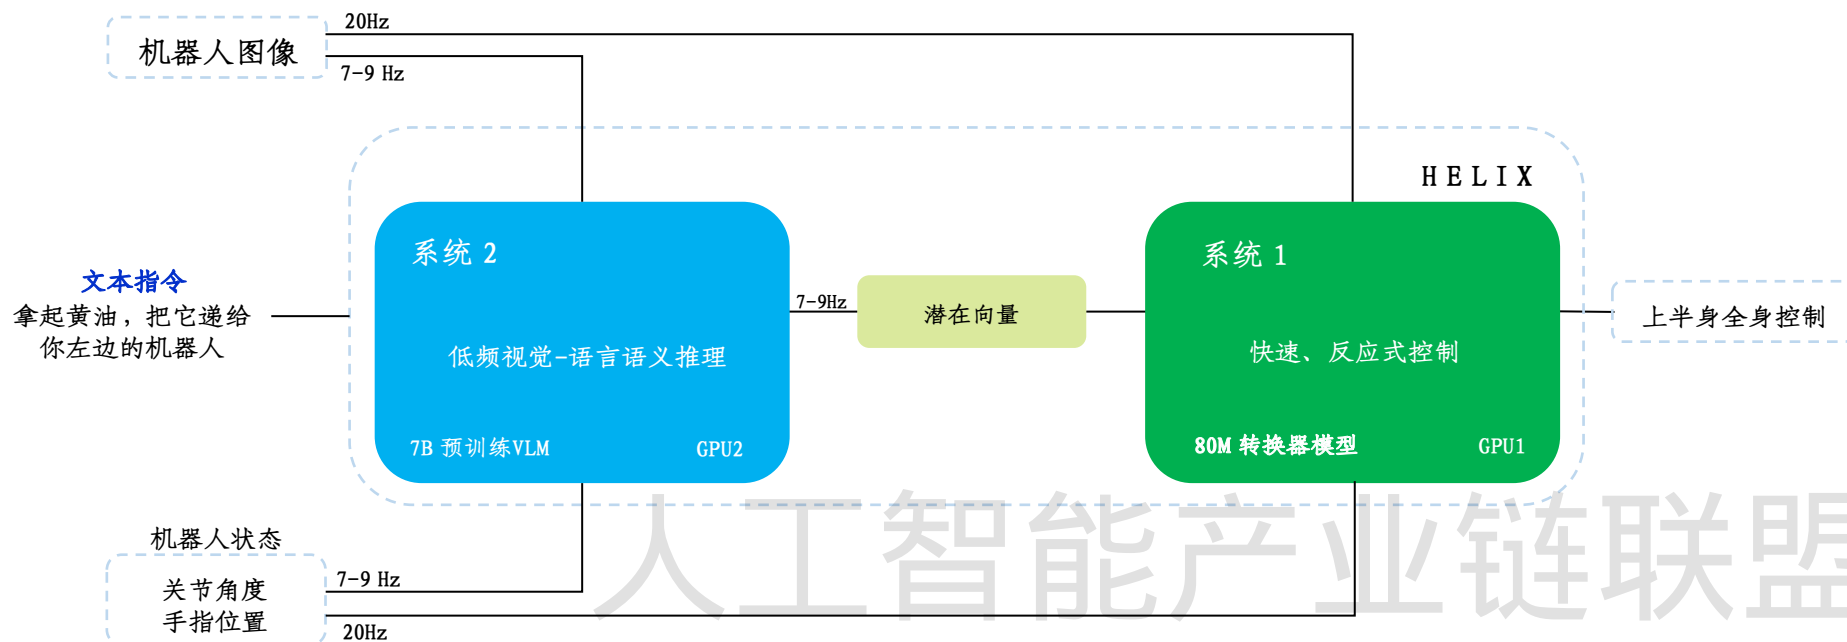 20Hz
机器人图像
7-9 Hz
HELIX
系统 2
系统 1
文本指令
拿起黄油，把它递给
你左边的机器人
7-9Hz
潜在向量
上半身全身控制
低频视觉-语言语义推理
快速、反应式控制
7B 预训练VLM
GPU2
80M 转换器模型
GPU1
人工智能产业链联盟
机器人状态
关节角度
手指位置
7-9 Hz
20Hz